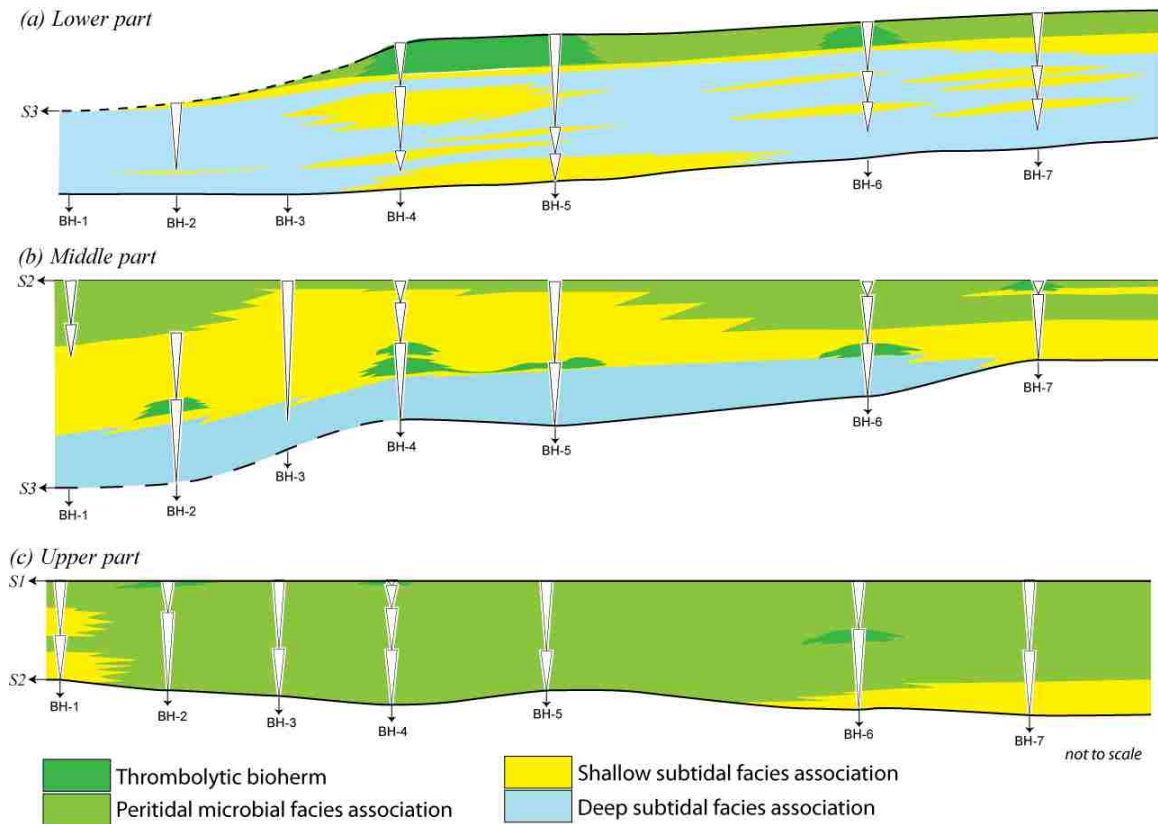 (a) Lower part
S3
BH-1
BH-2
BH-3
BH-4
BH-5
BH-6
BH-7
(b) Middle part
S2
S3
BH-1
BH-2
BH-3
BH-4
BH-5
BH-6
BH-7
(c) Upper part
S1
S2
BH-1
BH-2
BH-3
BH-4
BH-5
BH-6
BH-7
not to scale
Thrombolytic bioherm
Shallow subtidal facies association
Peritidal microbial facies association
Deep subtidal facies association